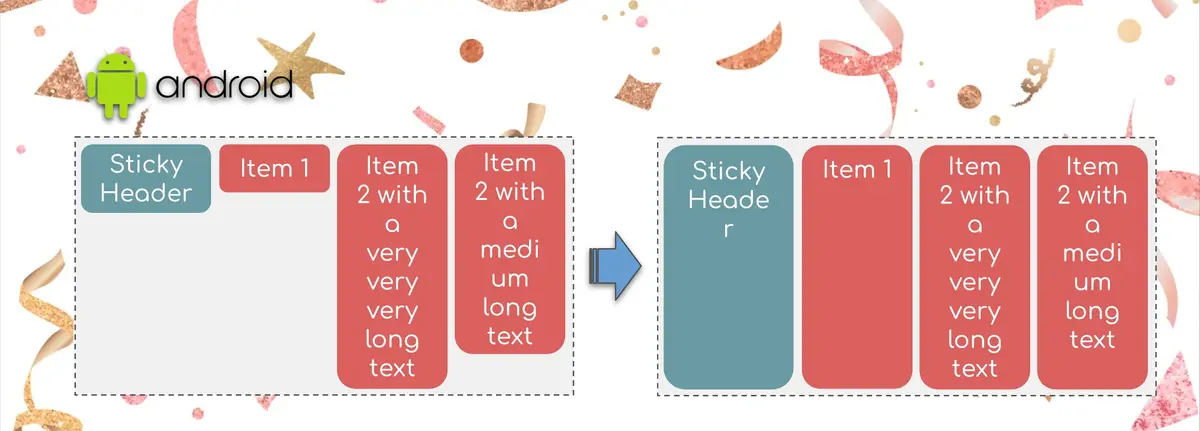 android
Sticky
Header
Item 1
Item
2 with
a
very
very
very
long
text
Item
2 with
a
medi
um
long
text
Sticky
Heade
r
Item 1
Item
2 with
a
very
very
very
long
text
Item
2 with
a
medi
um
long
text